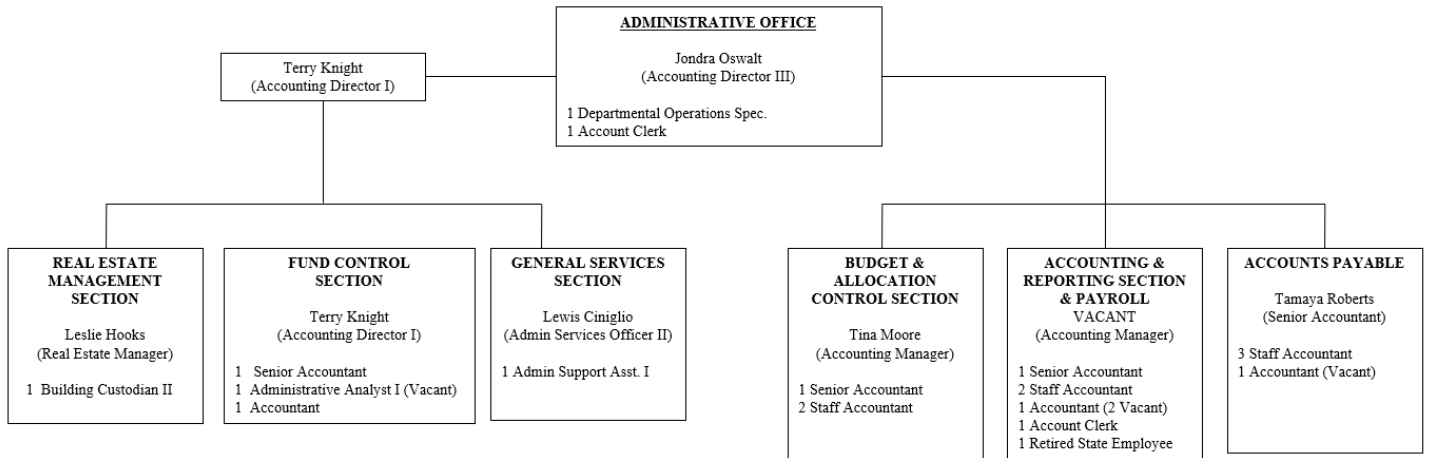 ADMINISTRATIVE OFFICE
Jondra Oswalt
(Accounting Director III)
1 Departmental Operations Spec.
1 Account Clerk
Terry Knight
(Accounting Director I)
REAL ESTATE
MANAGEMENT
SECTION
Leslie Hooks
(Real Estate Manager)
1 Building Custodian II
FUND CONTROL
SECTION
Terry Knight
(Accounting Director I)
1 Senior Accountant
1 Administrative Analyst I (Vacant)
1 Accountant
GENERAL SERVICES
SECTION
Lewis Ciniglio
(Admin Services Officer II)
1 Admin Support Asst. I
BUDGET &
ALLOCATION
CONTROL SECTION
Tina Moore
(Accounting Manager)
1 Senior Accountant
2 Staff Accountant
ACCOUNTING &
REPORTING SECTION
& PAYROLL
VACANT
(Accounting Manager)
1 Senior Accountant
2 Staff Accountant
1 Accountant (2 Vacant)
1 Account Clerk
1 Retired State Employee
ACCOUNTS PAYABLE
Tamaya Roberts
(Senior Accountant)
3 Staff Accountant
1 Accountant (Vacant)